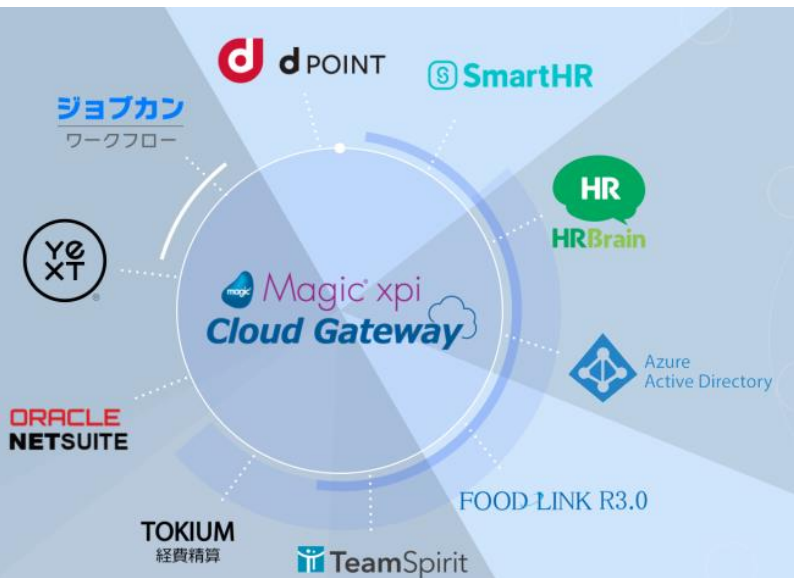 d POINT
SmartHR
ジョブカン
ワークフロー
HR
HRBrain
YEXT
magic
Magic xpi
Cloud Gateway
Azure
Active Directory
ORACLE
NETSUITE
FOOD LINK R3.0
TOKIUM
経費精算
TeamSpirit